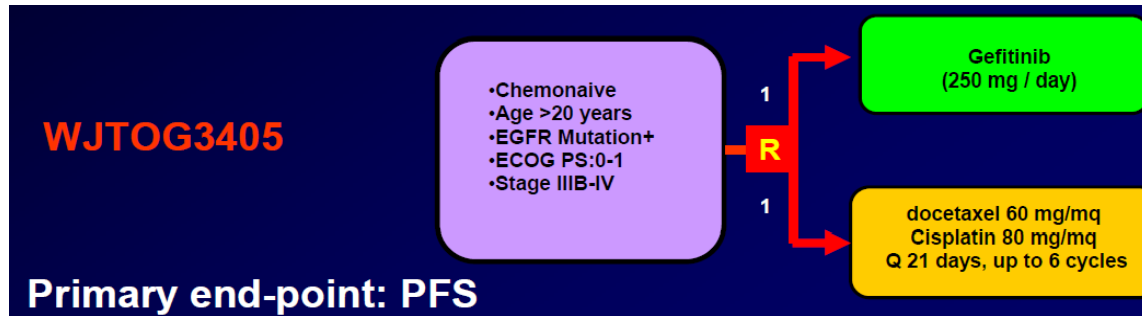 WJTOG3405
•Chemonaive
•Age >20 years
•EGFR Mutation+
•ECOG PS:0-1
•Stage IIIB-IV
1
R
1
Gefitinib
(250 mg / day)
docetaxel 60 mg/mq
Cisplatin 80 mg/mq
Q 21 days, up to 6 cycles
Primary end-point: PFS